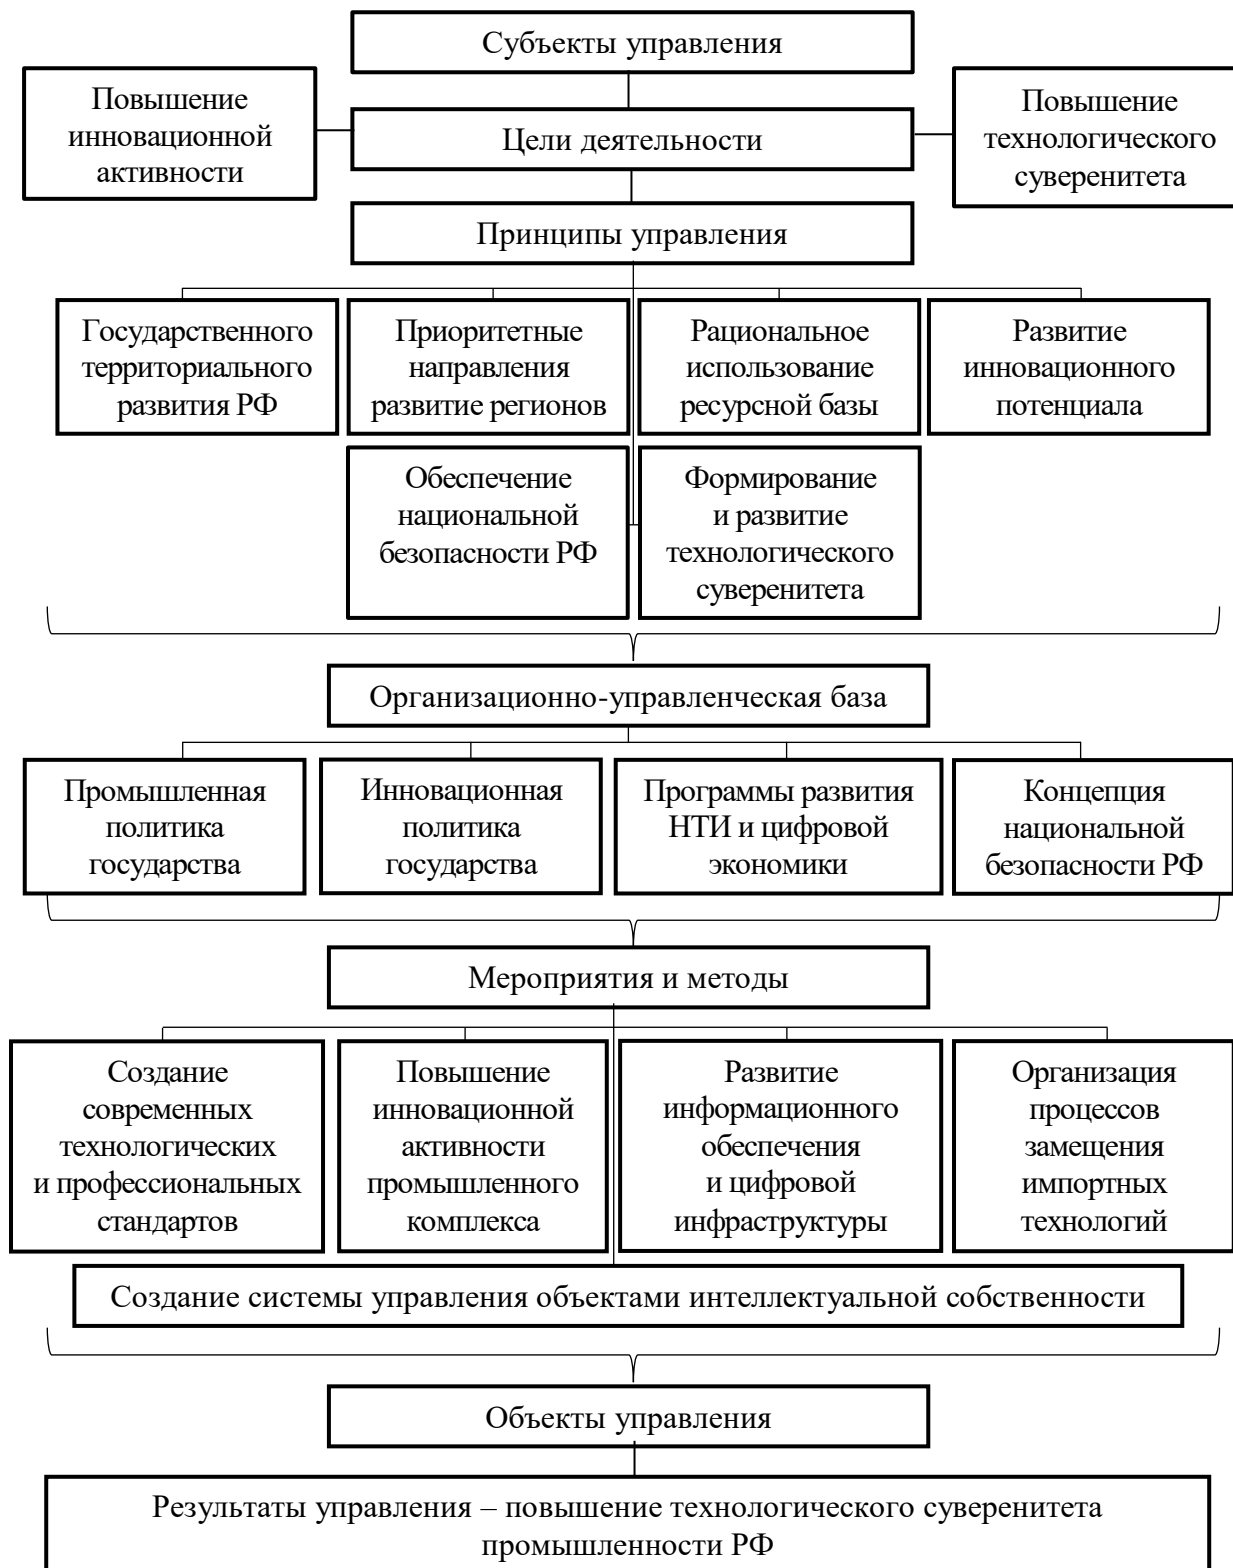 Субъекты управления
Повышение
инновационной
активности
Цели деятельности
Повышение
технологического
суверенитета
Принципы управления
Государственного
территориального
развития РФ
Приоритетные
направления
развитие регионов
Рациональное
использование
ресурсной базы
Развитие
инновационного
потенциала
Обеспечение
национальной
безопасности РФ
Формирование
и развитие
технологического
суверенитета
Организационно-управленческая база
Промышленная
политика
государства
Инновационная
политика
государства
Программы развития
НТИ и цифровой
экономики
Концепция
национальной
безопасности РФ
Мероприятия и методы
Создание
современных
технологических
и профессиональных
стандартов
Повышение
инновационной
активности
промышленного
комплекса
Развитие
информационного
обеспечения
и цифровой
инфраструктуры
Организация
процессов
замещения
импортных
технологий
Создание системы управления объектами интеллектуальной собственности
Объекты управления
Результаты управления – повышение технологического суверенитета
промышленности РФ